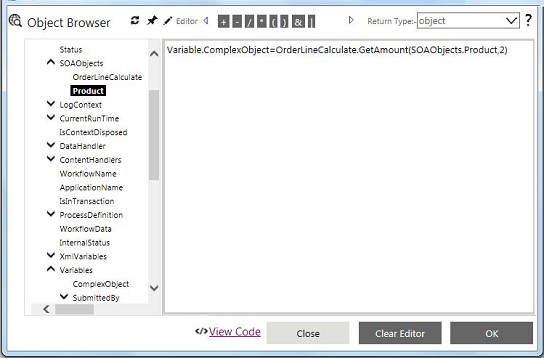 Object Browser
Editor
+ - / * ( ) & |
Return Type:- object
?
Status
SOAObjects
OrderLineCalculate
Product
LogContext
CurrentRunTime
IsContextDisposed
DataHandler
ContentHandlers
WorkflowName
ApplicationName
IsInTransaction
ProcessDefinition
WorkflowData
InternalStatus
XmlVariables
Variables
ComplexObject
SubmittedBy
Variable.ComplexObject=OrderLineCalculate.GetAmount(SOAObjects.Product,2)
</> View Code
Close
Clear Editor
OK